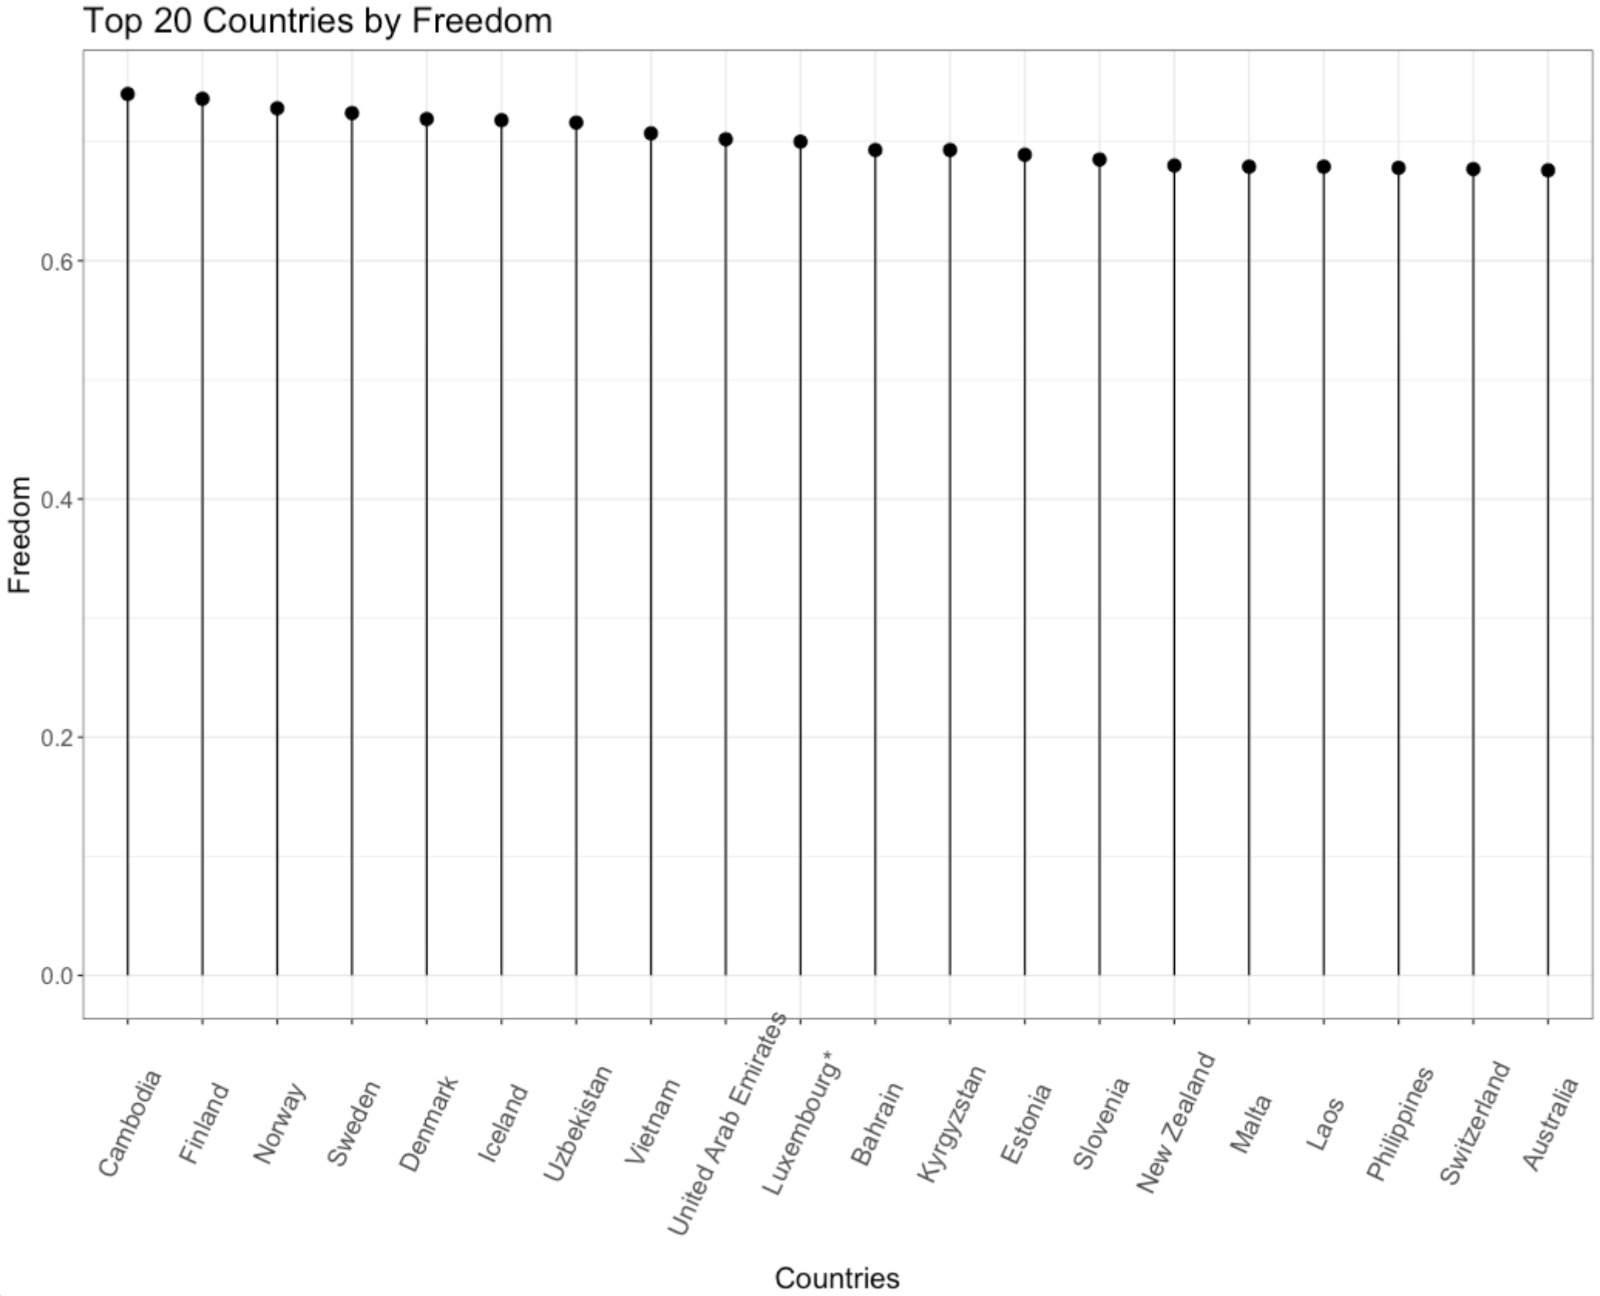 Top 20 Countries by Freedom
Freedom
0.6
0.4
0.2
0.0
Cambodia
Finland
Norway
Sweden
Denmark
Iceland
Uzbekistan
Vietnam
United Arab Emirates
Luxembourg*
Bahrain
Kyrgyzstan
Estonia
Slovenia
New Zealand
Malta
Laos
Philippines
Switzerland
Australia
Countries